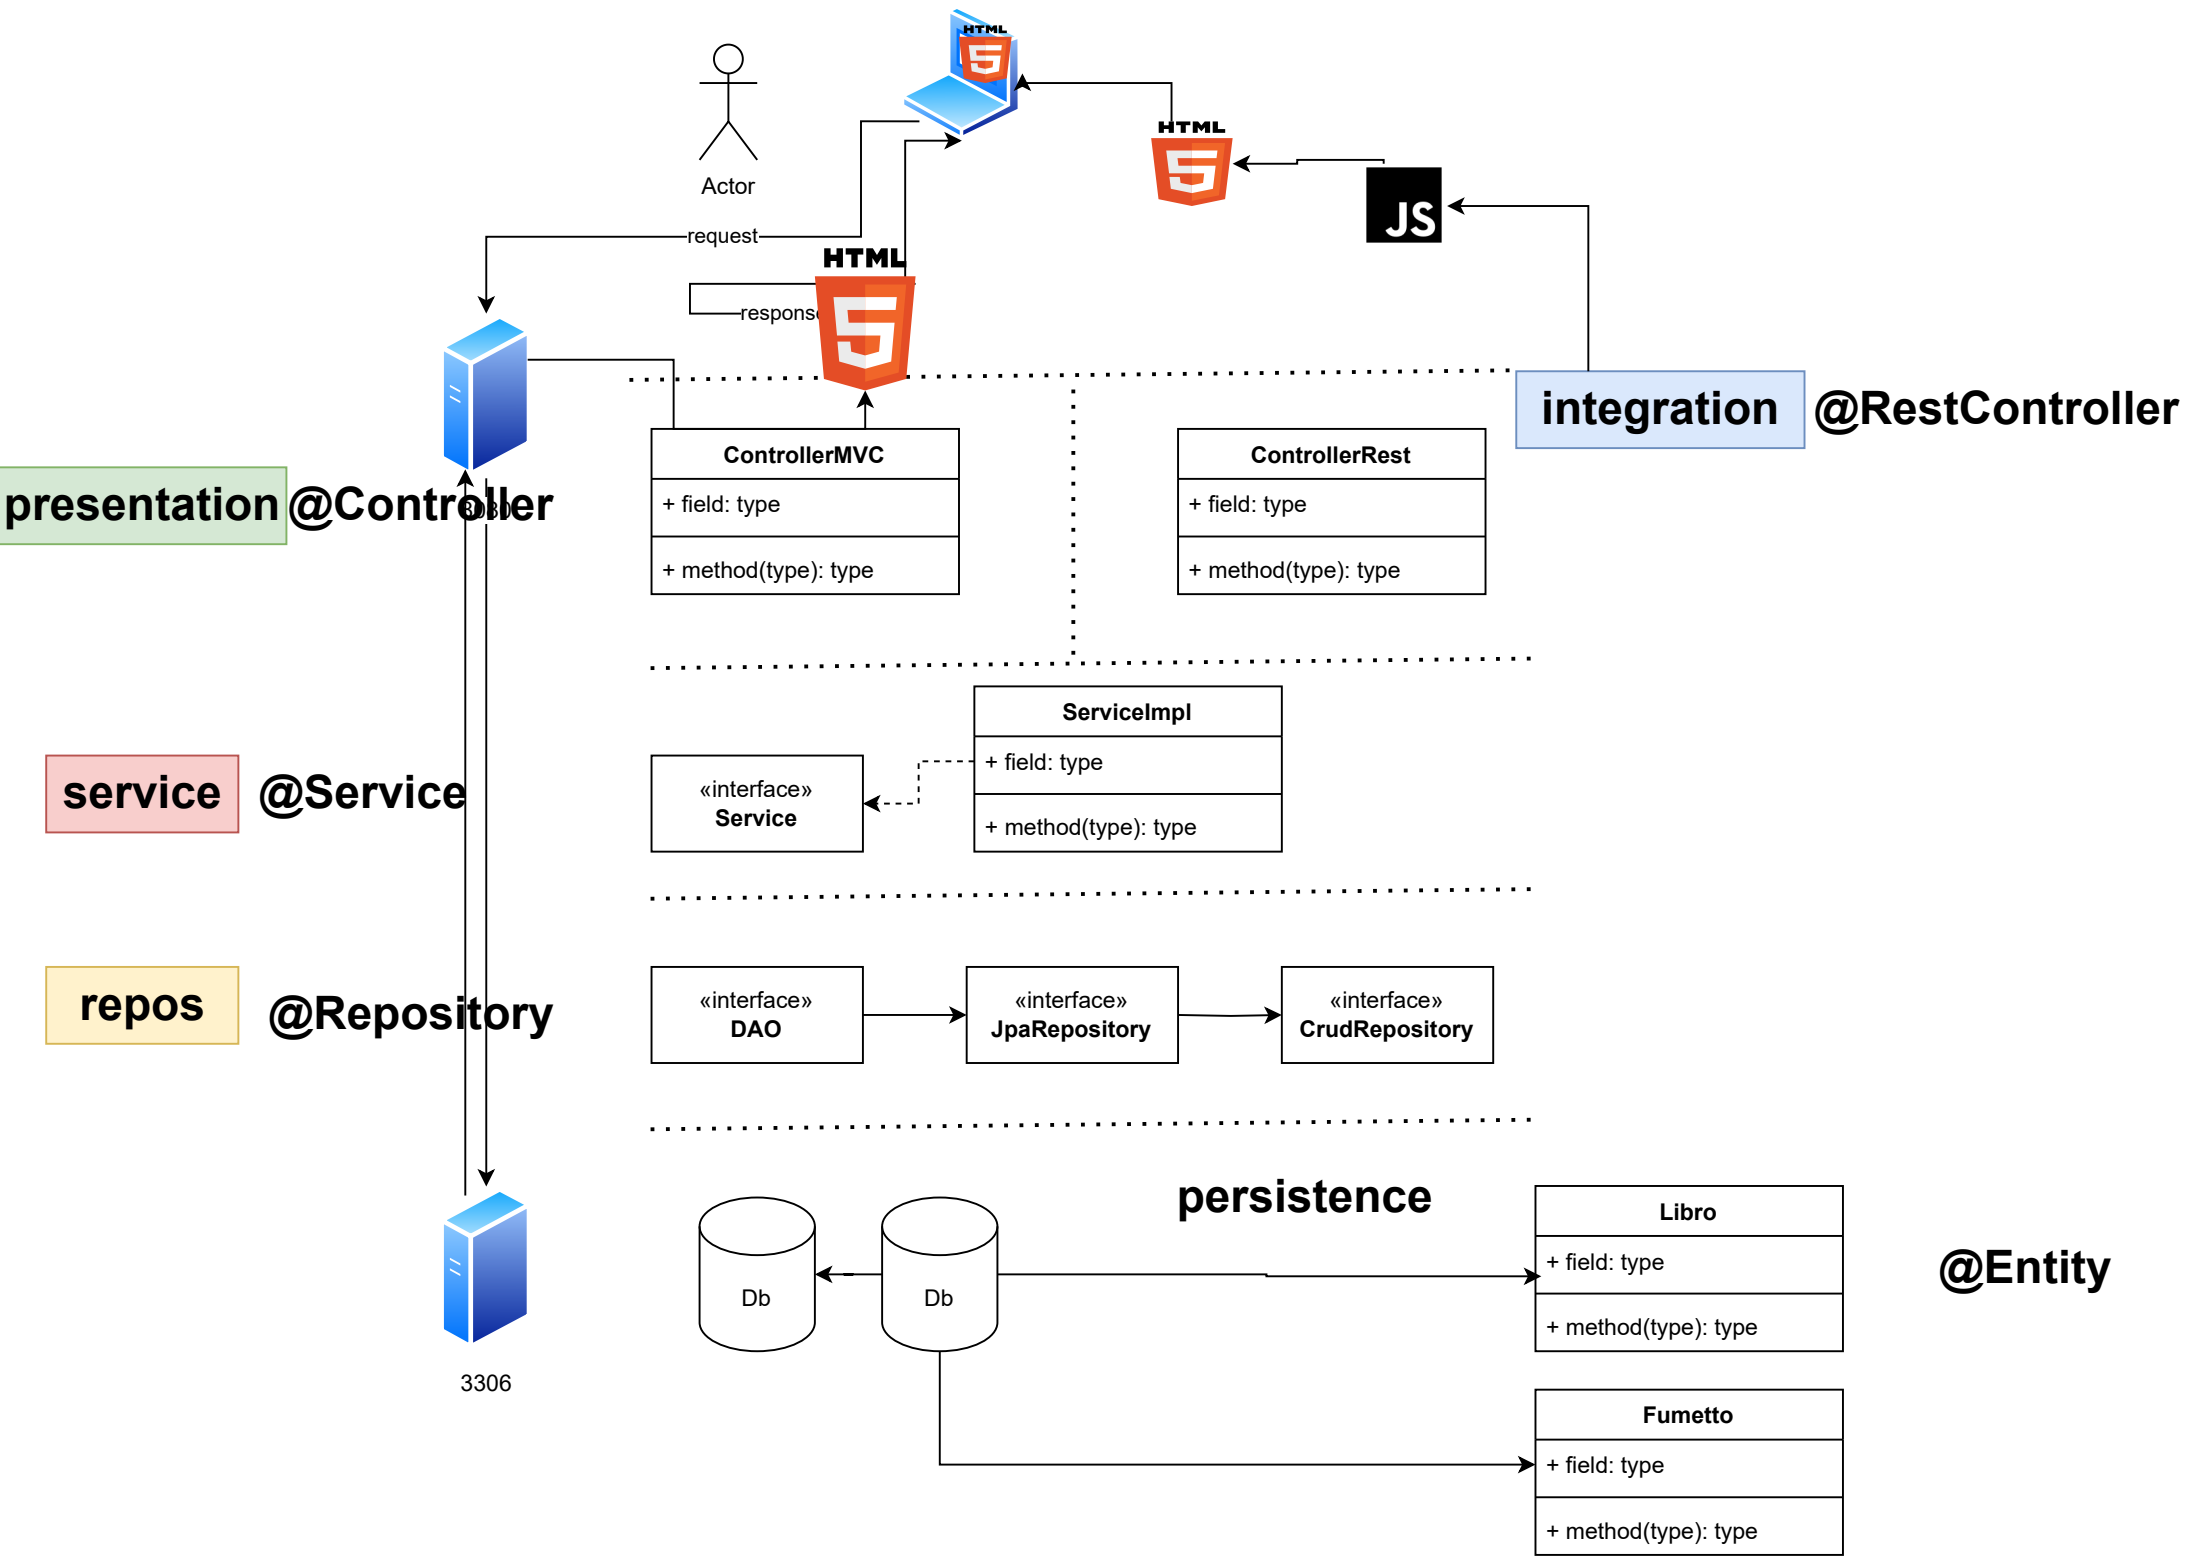 HTML
5
HTML
5
Actor
JS
request
HTML
5
response
integration
@RestController
ControllerMVC
+ field: type
+ method(type): type
ControllerRest
+ field: type
+ method(type): type
presentation
@Controller
ServiceImpl
+ field: type
+ method(type): type
service
@Service
«interface»
Service
repos
@Repository
«interface»
DAO
«interface»
JpaRepository
«interface»
CrudRepository
persistence
Libro
+ field: type
+ method(type): type
@Entity
Db
Db
3306
Fumetto
+ field: type
+ method(type): type